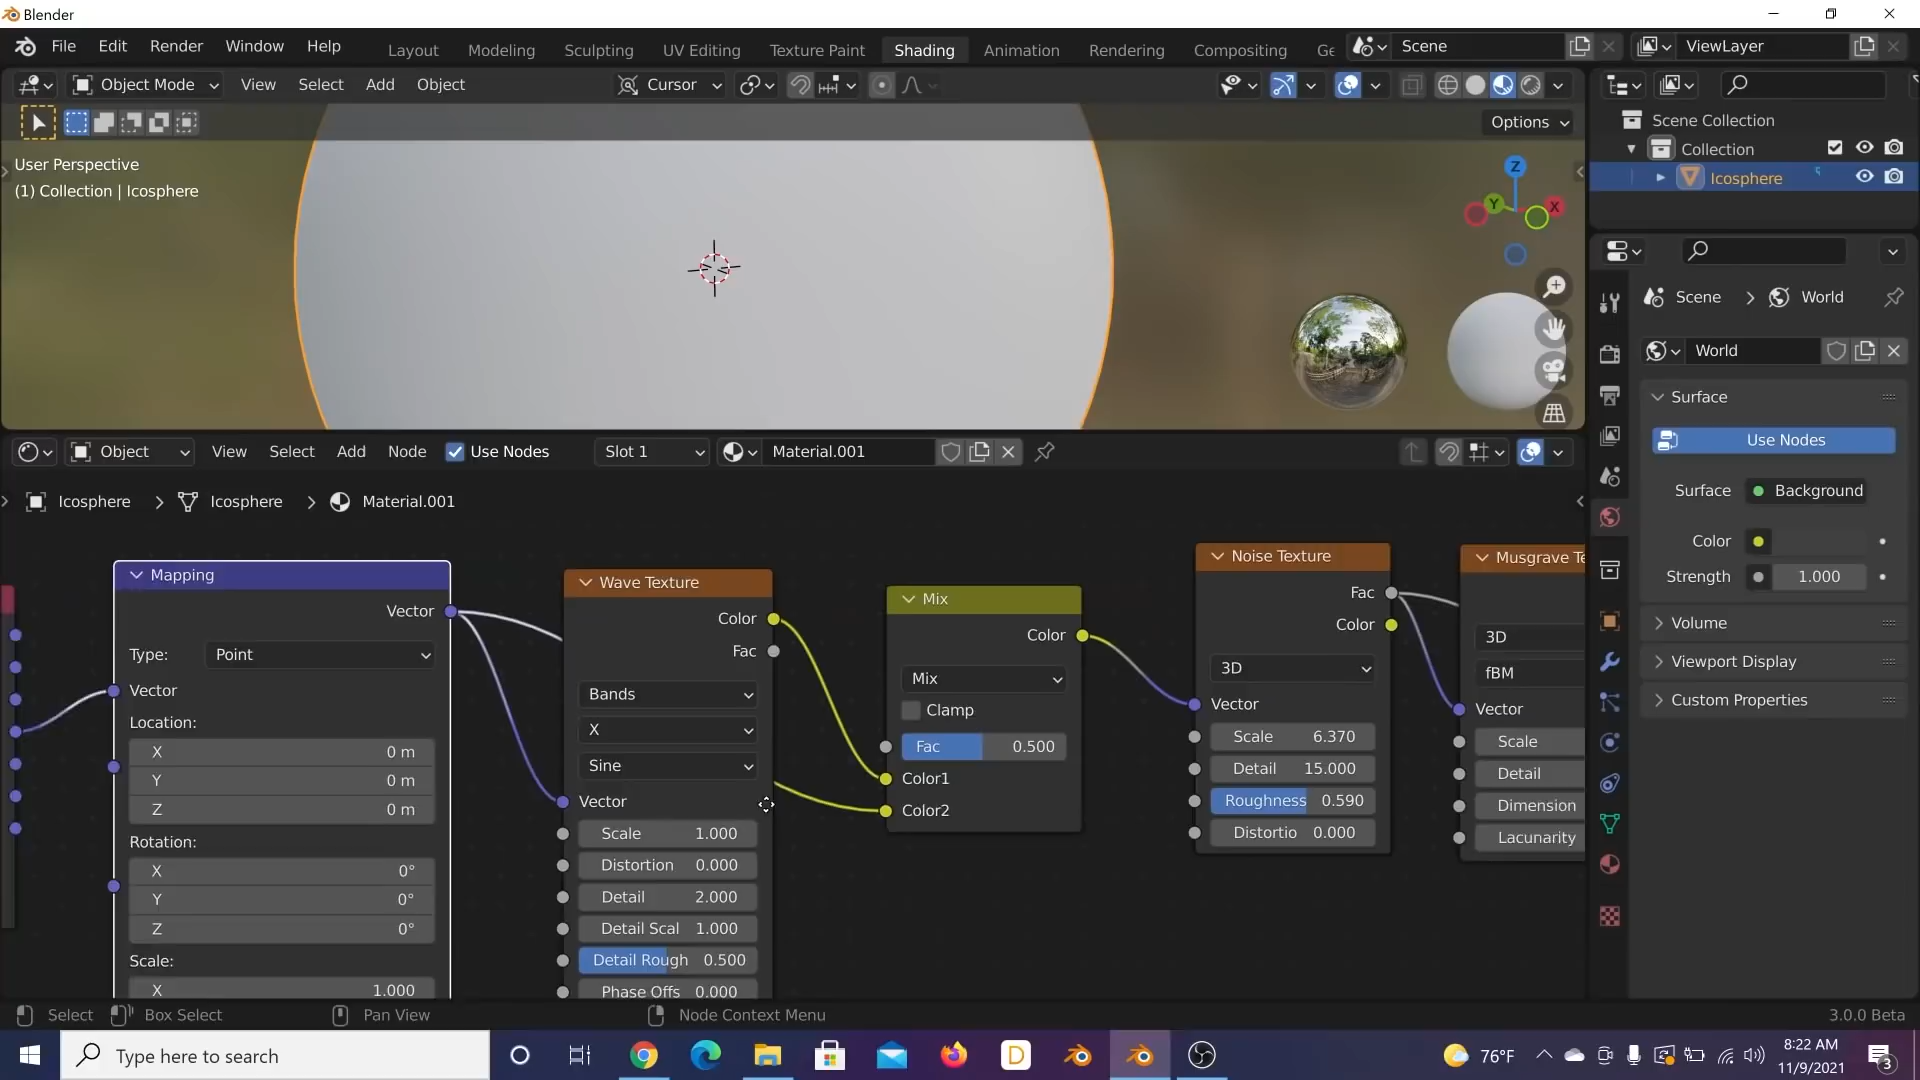 Blender
File Edit Render Window Help Layout Modeling Sculpting UV Editing Texture Paint Shading Animation Rendering Compositing Ge Scene ViewLayer
Object Mode View Select Add Object Cursor
Options
User Perspective
(1) Collection | Icosphere
Z
Y
X
Scene Collection
Collection
Icosphere
Scene > World
World
Surface
Use Nodes
Surface Background
Color
Strength 1.000
Volume
Viewport Display
Custom Properties
Object View Select Add Node Use Nodes Slot 1 Material.001
Icosphere > Icosphere > Material.001
Mapping
Vector
Type: Point
Vector
Location:
X 0 m
Y 0 m
Z 0 m
Rotation:
X 0°
Y 0°
Z 0°
Scale:
X 1.000
Wave Texture
Color
Fac
Bands
X
Sine
Vector
Scale 1.000
Distortion 0.000
Detail 2.000
Detail Scal 1.000
Detail Rough 0.500
Phase Offs 0.000
Mix
Color
Mix
Clamp
Fac 0.500
Color1
Color2
Noise Texture
Fac
Color
3D
Vector
Scale 6.370
Detail 15.000
Roughness 0.590
Distortio 0.000
Musgrave Te
3D
fBM
Vector
Scale
Detail
Dimension
Lacunarity
Select Box Select Pan View Node Context Menu 3.0.0 Beta
Type here to search
D
76°F
8:22 AM
11/9/2021
3